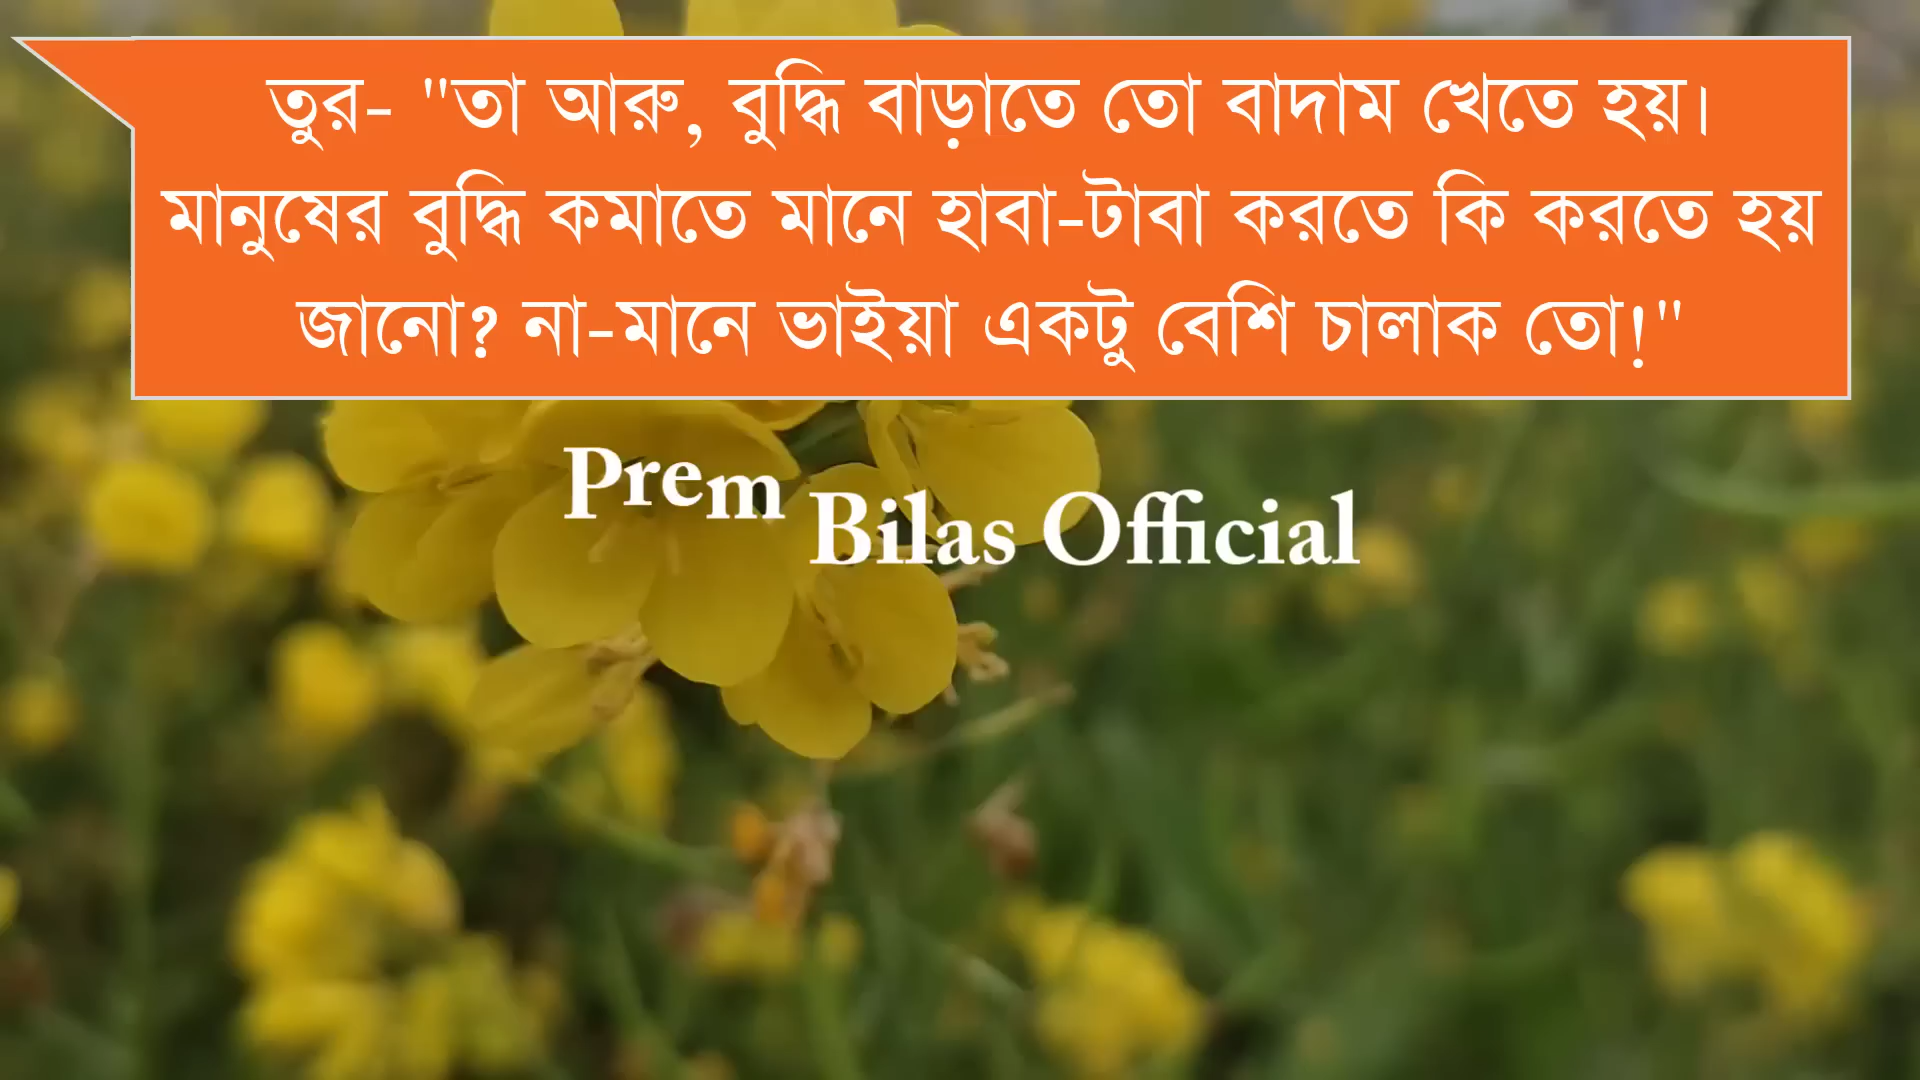 তুর- "তা আরু, বুদ্ধি বাড়াতে তো বাদাম খেতে হয়।
মানুষের বুদ্ধি কমাতে মানে হাবা-টাবা করতে কি করতে হয়
জানো? না-মানে ভাইয়া একটু বেশি চালাক তো!"
Prem Bilas Official